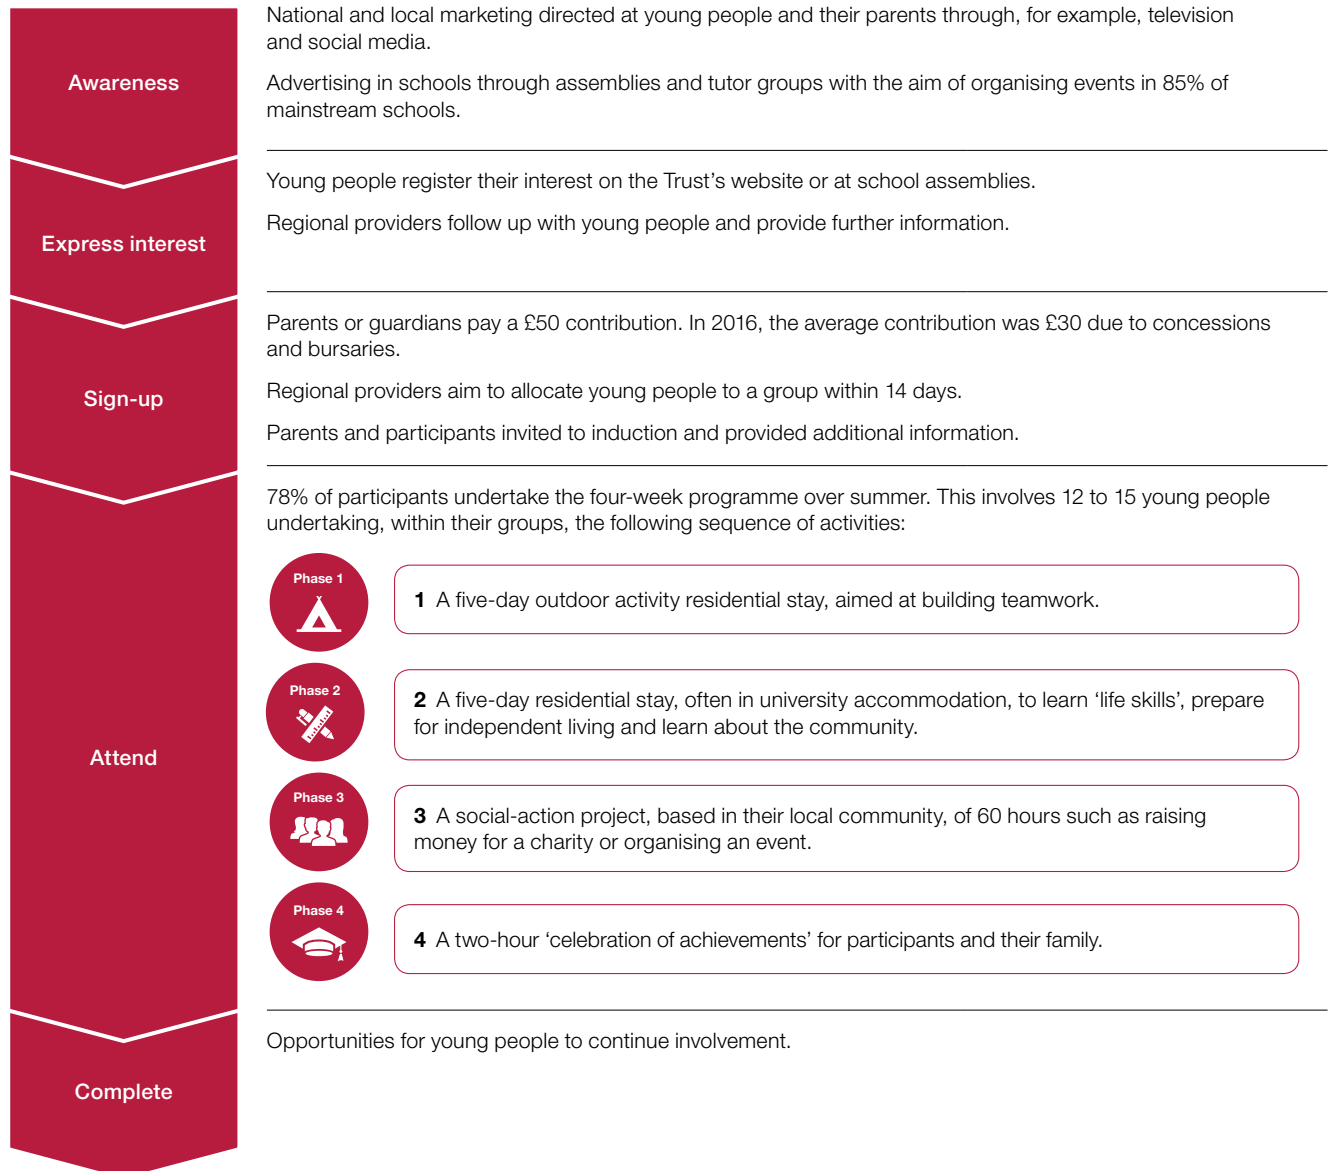 Awareness
National and local marketing directed at young people and their parents through, for example, television
and social media.
Advertising in schools through assemblies and tutor groups with the aim of organising events in 85% of
mainstream schools.
Express interest
Young people register their interest on the Trust’s website or at school assemblies.
Regional providers follow up with young people and provide further information.
Sign-up
Parents or guardians pay a £50 contribution. In 2016, the average contribution was £30 due to concessions
and bursaries.
Regional providers aim to allocate young people to a group within 14 days.
Parents and participants invited to induction and provided additional information.
Attend
78% of participants undertake the four-week programme over summer. This involves 12 to 15 young people
undertaking, within their groups, the following sequence of activities:
Phase 1
1 A five-day outdoor activity residential stay, aimed at building teamwork.
Phase 2
2 A five-day residential stay, often in university accommodation, to learn ‘life skills’, prepare
for independent living and learn about the community.
Phase 3
3 A social-action project, based in their local community, of 60 hours such as raising
money for a charity or organising an event.
Phase 4
4 A two-hour ‘celebration of achievements’ for participants and their family.
Complete
Opportunities for young people to continue involvement.